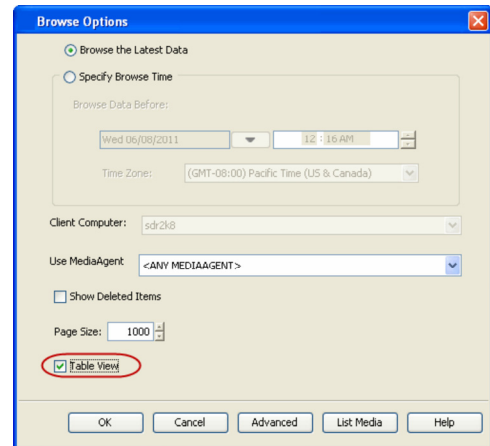 Browse Options
Browse the Latest Data
Specify Browse Time
Browse Data Before:
Wed 06/08/2011 12 : 16 AM
Time Zone: (GMT-08:00) Pacific Time (US & Canada)
Client Computer: sdr2k8
Use MediaAgent <ANY MEDIAAGENT>
Show Deleted Items
Page Size: 1000
Table View
OK Cancel Advanced List Media Help